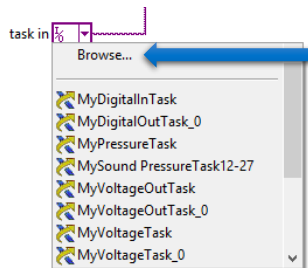 task in I/O
Browse...
MyDigitalInTask
MyDigitalOutTask_0
MyPressureTask
MySound PressureTask12-27
MyVoltageOutTask
MyVoltageOutTask_0
MyVoltageTask
MyVoltageTask_0